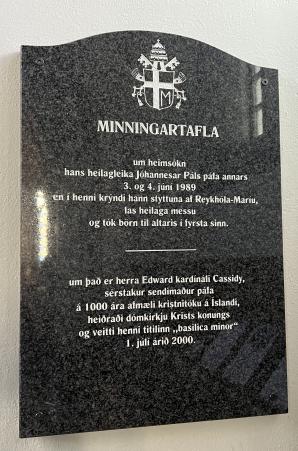 M
MINNINGARTAFLA
um heimsókn
hans heilagleika Jóhannesar Páls páfa annars
3. og 4. júní 1989
en í henni krýndi hann styttuna af Reykhóla-Maríu,
las heilaga messu
og tók börn til altaris í fyrsta sinn.
um það er herra Edward kardínáli Cassidy,
sérstakur sendimaður páfa
á 1000 ára afmæli kristnitöku á Íslandi,
heiðraði dómkirkju Krists konungs
og veitti henni titilinn „basilica minor“
1. júlí árið 2000.